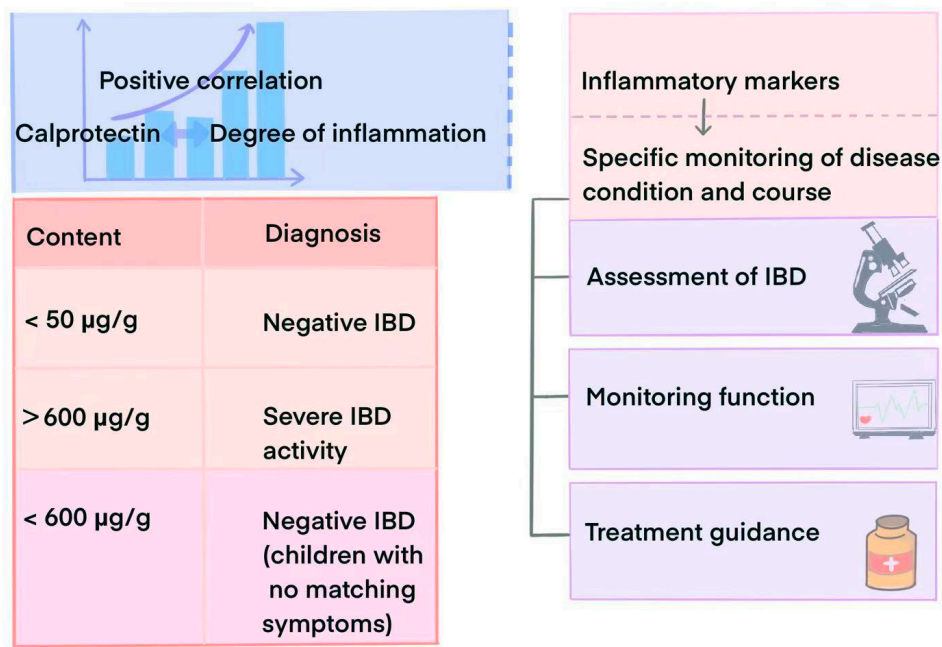 Positive correlation
Calprotectin Degree of inflammation
Content Diagnosis
< 50 μg/g Negative IBD
>600 μg/g Severe IBD
activity
< 600 μg/g Negative IBD
(children with
no matching
symptoms)
Inflammatory markers
Specific monitoring of disease
condition and course
Assessment of IBD
Monitoring function
Treatment guidance